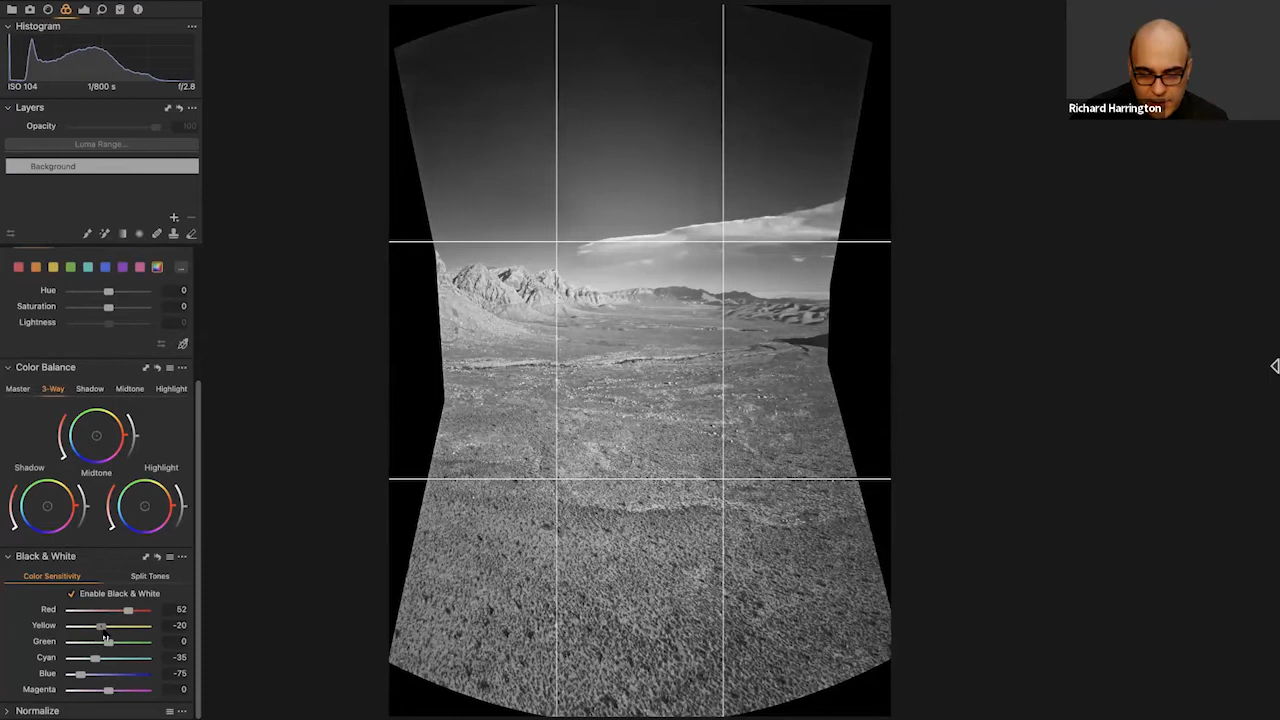 Histogram
ISO 104 1/800 s f/2.8
Layers
Opacity 100
Luma Range...
Background
Hue 0
Saturation 0
Lightness 0
Color Balance
Master 3-Way Shadow Midtone Highlight
Shadow Midtone Highlight
Black & White
Color Sensitivity Split Tones
Enable Black & White
Red 52
Yellow -20
Green 0
Cyan -35
Blue -75
Magenta 0
Normalize
Richard Harrington